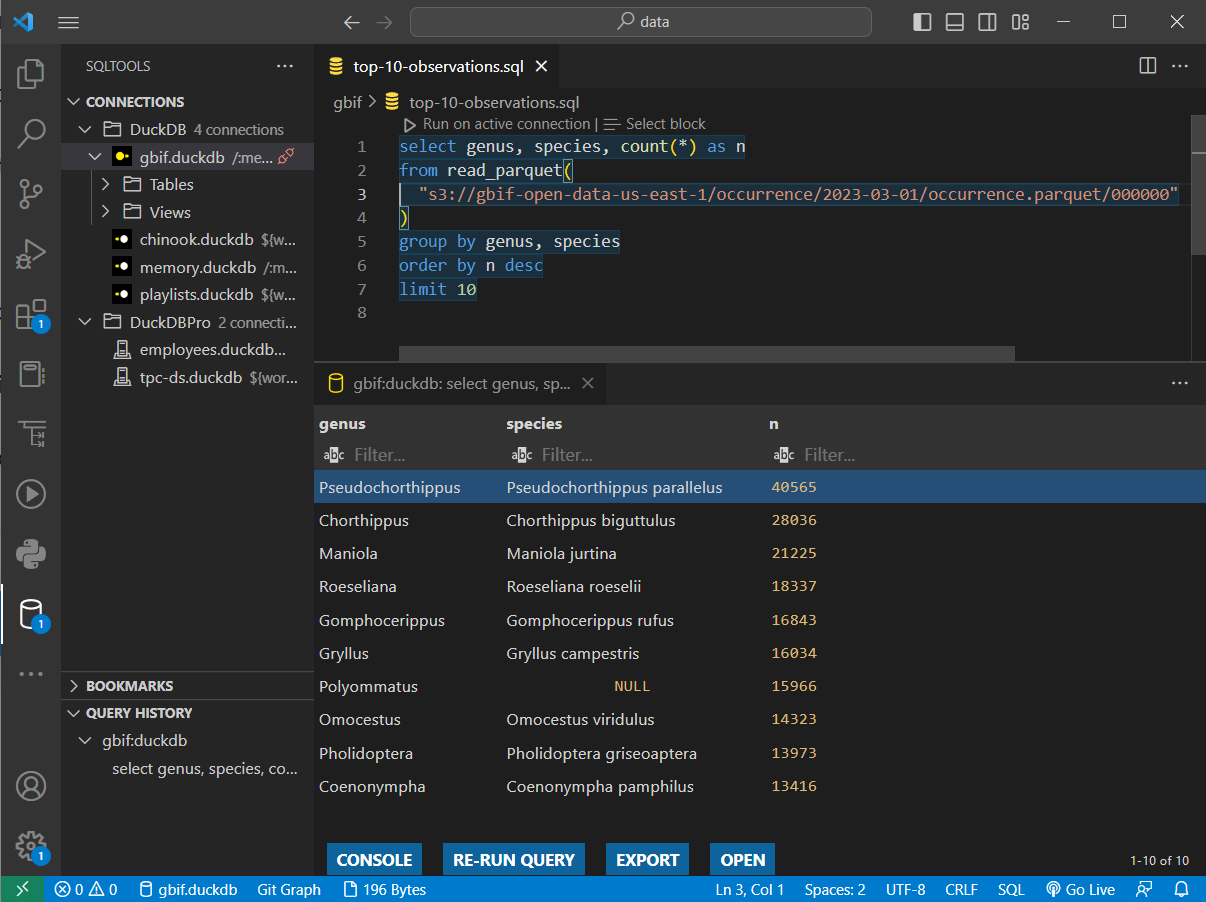 data
SQLTOOLS
CONNECTIONS
DuckDB 4 connections
gbif.duckdb /:me...
Tables
Views
chinook.duckdb ${w...
memory.duckdb /:m...
playlists.duckdb ${w...
DuckDBPro 2 connecti...
employees.duckdb...
tpc-ds.duckdb ${wor...
BOOKMARKS
QUERY HISTORY
gbif:duckdb
select genus, species, co...
1
1
1
top-10-observations.sql
gbif > top-10-observations.sql
Run on active connection | Select block
1 select genus, species, count(*) as n
2 from read_parquet(
3 "s3://gbif-open-data-us-east-1/occurrence/2023-03-01/occurrence.parquet/000000"
4 )
5 group by genus, species
6 order by n desc
7 limit 10
8
gbif:duckdb: select genus, sp...
genus species n
abc Filter... abc Filter... abc Filter...
Pseudochorthippus Pseudochorthippus parallelus 40565
Chorthippus Chorthippus biguttulus 28036
Maniola Maniola jurtina 21225
Roeseliana Roeseliana roeselii 18337
Gomphocerippus Gomphocerippus rufus 16843
Gryllus Gryllus campestris 16034
Polyommatus NULL 15966
Omocestus Omocestus viridulus 14323
Pholidoptera Pholidoptera griseoaptera 13973
Coenonympha Coenonympha pamphilus 13416
CONSOLE RE-RUN QUERY EXPORT OPEN 1-10 of 10
0 0 gbif.duckdb Git Graph 196 Bytes Ln 3, Col 1 Spaces: 2 UTF-8 CRLF SQL Go Live